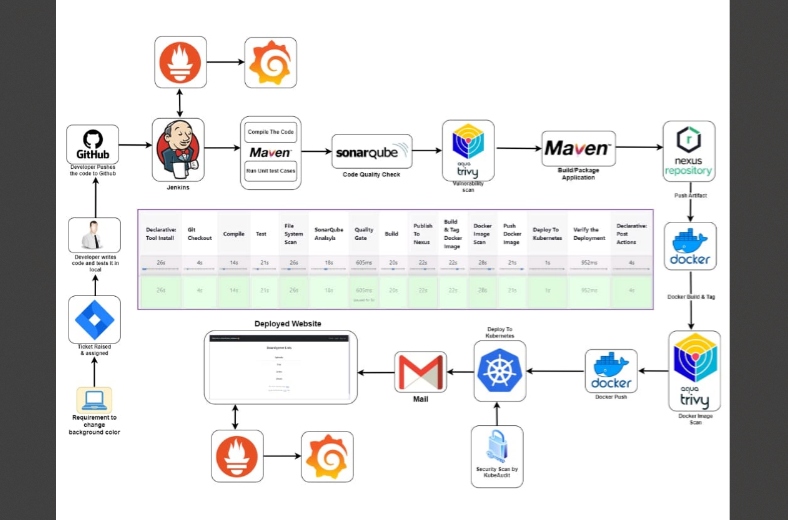 GitHub
Developer Pushes
the code to Github
Jenkins
Compile The Code
Maven
Run Unit test Cases
sonarqube
Code Quality Check
aqua
trivy
Vulnerability
scan
Maven
Build/Package
Application
nexus
repository
Push Artifact
docker
Docker Build & Tag
aqua
trivy
Docker Image
Scan
docker
Docker Push
Deploy To
Kubernetes
Security Scan by
KubeAudit
Mail
Deployed Website
Developer writes
code and tests it in
local
Ticket Raised
& assigned
Requirement to
change
background color
Declarative:
Tool Install
Git
Checkout
Compile
Test
File
System
Scan
SonarQube
Analsyis
Quality
Gate
Build
Publish
To
Nexus
Build
& Tag
Docker
Image
Docker
Image
Scan
Push
Docker
Image
Deploy To
Kubernetes
Verify the
Deployment
Declarative:
Post
Actions
26s 4s 14s 21s 26s 18s 605ms 20s 22s 22s 28s 21s 1s 952ms 4s